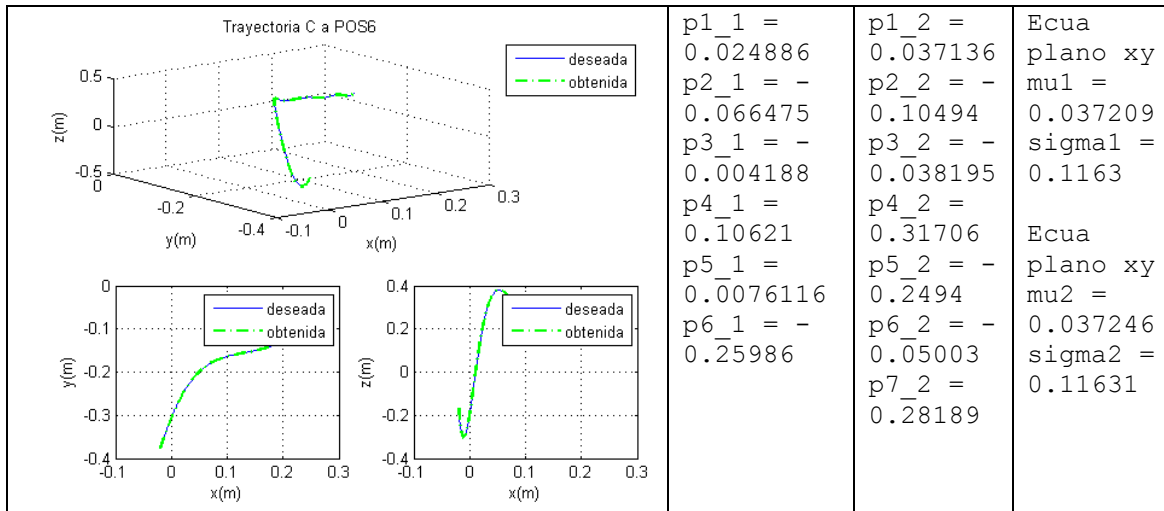 Trayectoria C a POS6
deseada
obtenida
0.5
0
-0.5
z(m)
0
-0.2
-0.4
y(m)
-0.1
0
0.1
0.2
0.3
x(m)
deseada
obtenida
0
-0.1
-0.2
-0.3
-0.4
y(m)
-0.1
0
0.1
0.2
0.3
x(m)
deseada
obtenida
0.4
0.2
0
-0.2
-0.4
z(m)
-0.1
0
0.1
0.2
0.3
x(m)
p1_1 =
0.024886
p2_1 = -
0.066475
p3_1 = -
0.004188
p4_1 =
0.10621
p5_1 =
0.0076116
p6_1 = -
0.25986
p1_2 =
0.037136
p2_2 = -
0.10494
p3_2 = -
0.038195
p4_2 =
0.31706
p5_2 = -
0.2494
p6_2 = -
0.05003
p7_2 =
0.28189
Ecua
plano xy
mu1 =
0.037209
sigma1 =
0.1163
Ecua
plano xy
mu2 =
0.037246
sigma2 =
0.11631